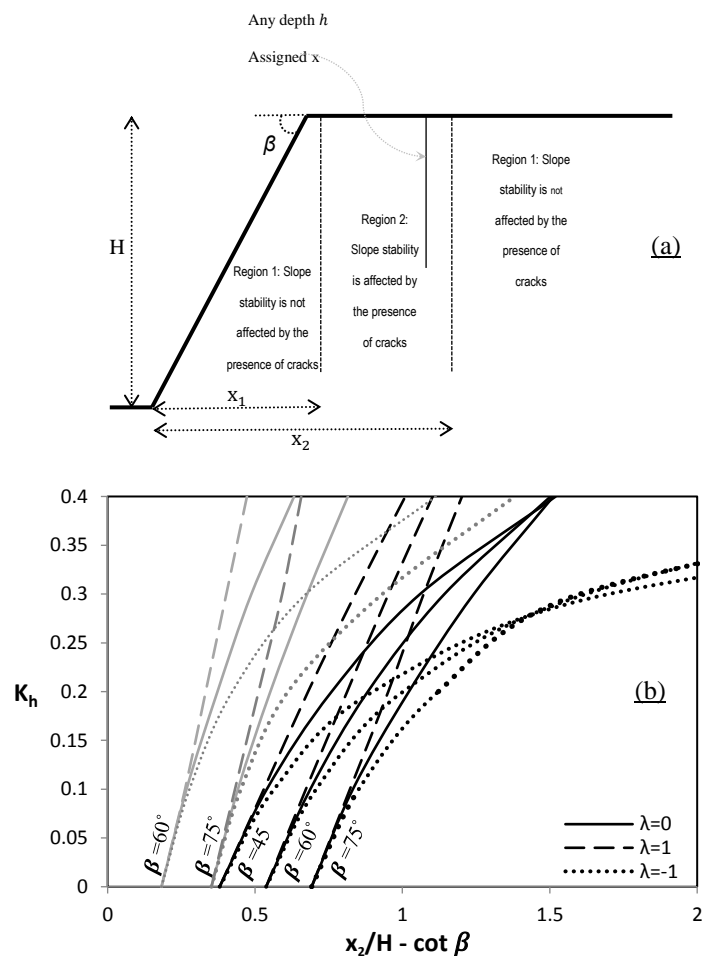 Any depth h
Assigned x
β
H
Region 1: Slope
stability is not
affected by the
presence of cracks
Region 2:
Slope stability
is affected by
the presence
of cracks
Region 1: Slope
stability is not
affected by the
presence of
cracks
(a)
x1
x2
0.4
0.35
0.3
0.25
0.2
0.15
0.1
0.05
0
Kh
(b)
β =60°
β =75°
β =45
β =60°
β =75°
λ=0
λ=1
λ=-1
0
0.5
1
1.5
2
x2/H - cot β